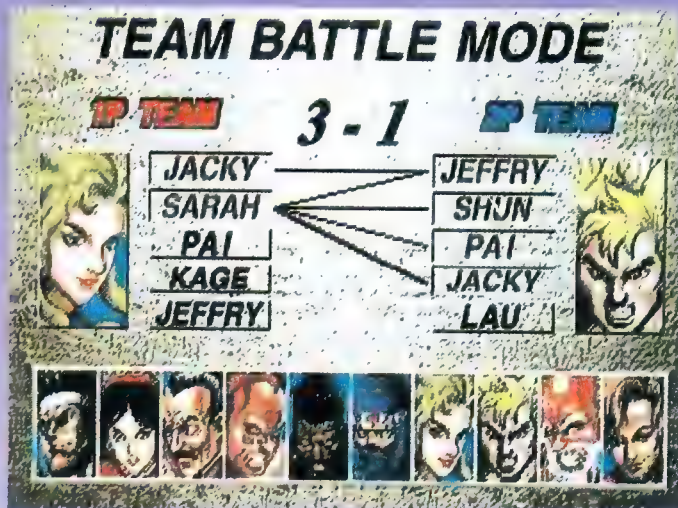 TEAM BATTLE MODE
1P TEAM 3 - 1 2P TEAM
JACKY JEFFRY
SARAH SHUN
PAI PAI
KAGE JACKY
JEFFRY LAU